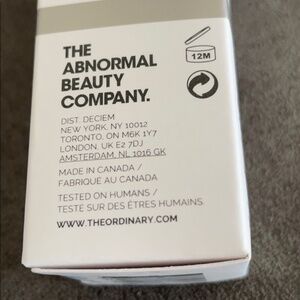 THE
ABNORMAL
BEAUTY
COMPANY.
12M
DIST. DECIEM
NEW YORK, NY 10012
TORONTO, ON M6K 1Y7
LONDON, UK E2 7DJ
AMSTERDAM, NL 1016 GK
MADE IN CANADA /
FABRIQUÉ AU CANADA
TESTED ON HUMANS /
TESTÉ SUR DES ÊTRES HUMAINS
WWW.THEORDINARY.COM